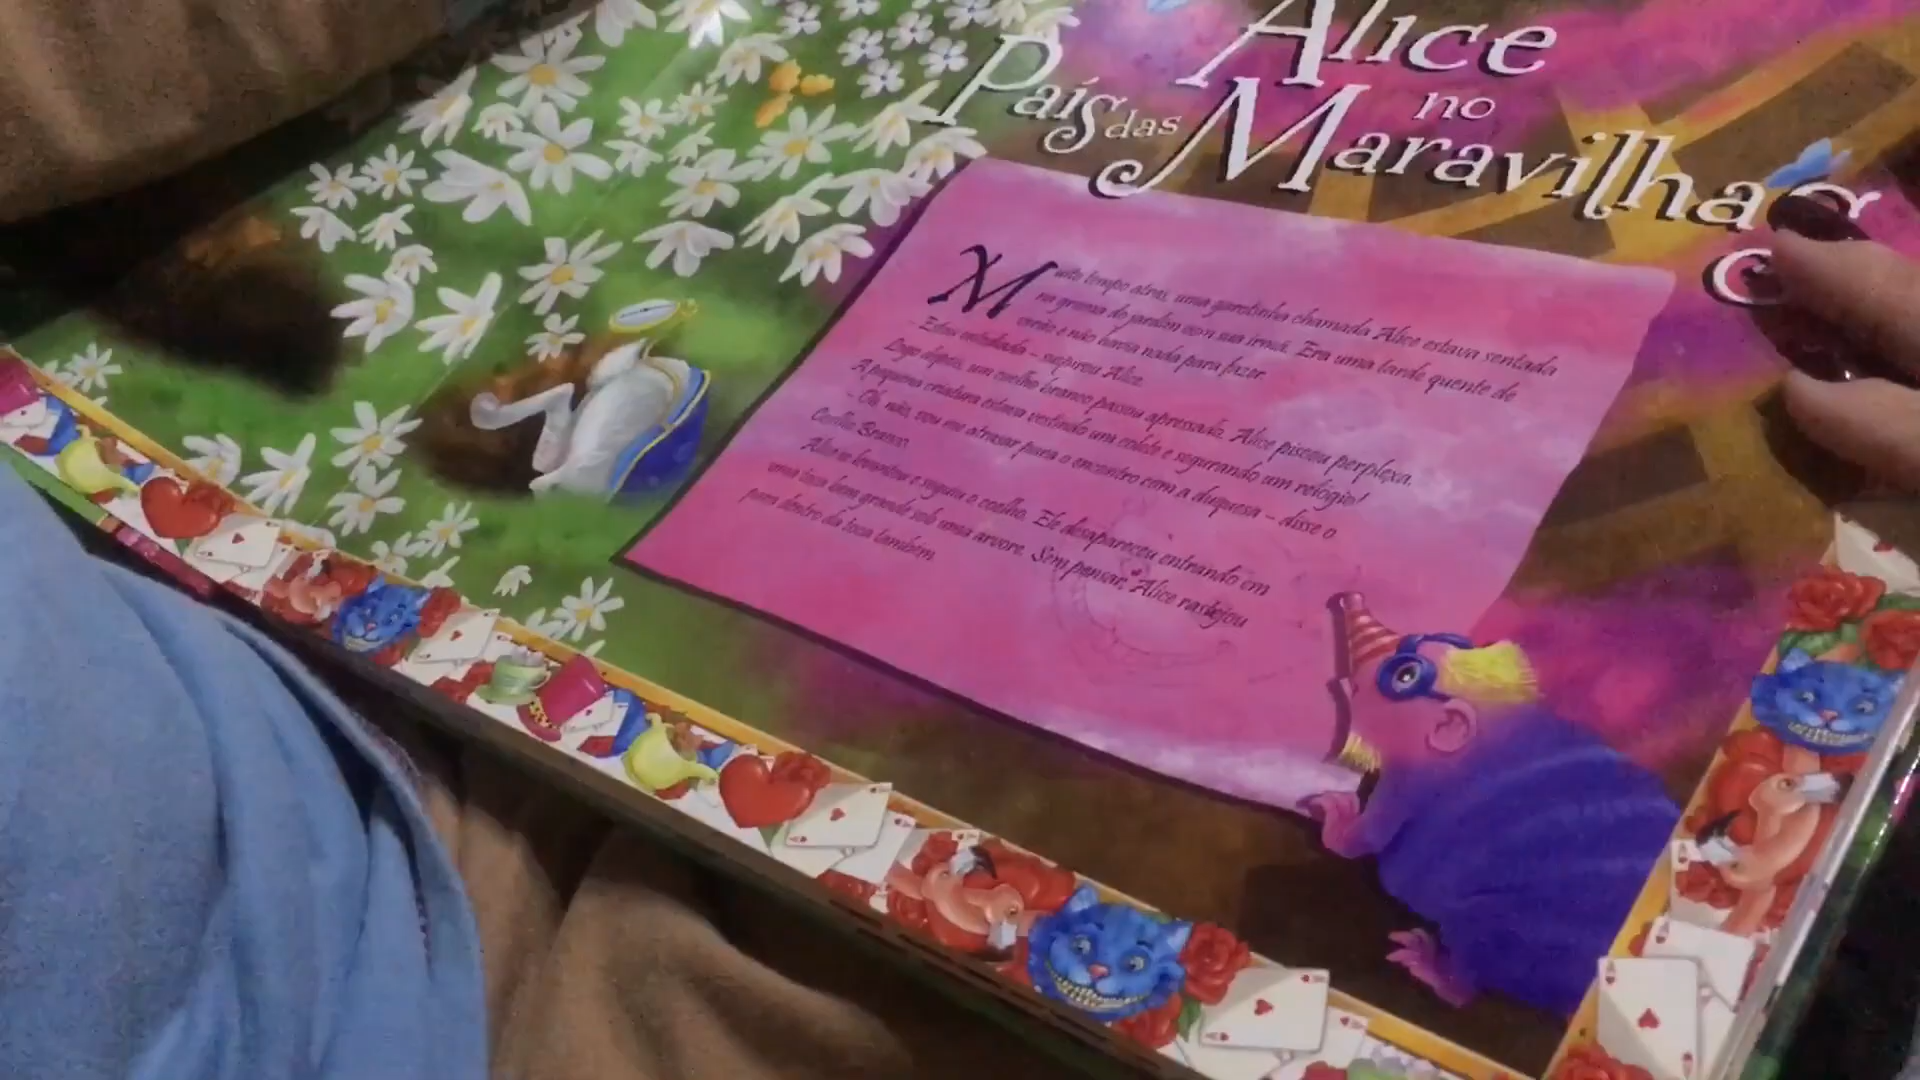 Alice
no
País das Maravilhas
Muito tempo atrás, uma garotinha chamada Alice estava sentada
na grama do jardim com sua irmã. Era uma tarde quente de
verão e não havia nada para fazer.
- Estou entediada - suspirou Alice.
Logo depois, um coelho branco passou apressado. Alice piscou perplexa.
A pequena criatura estava vestindo um colete e segurando um relógio!
- Oh, não, vou me atrasar para o encontro com a duquesa - disse o
Coelho Branco.
Alice se levantou e seguiu o coelho. Ele desapareceu entrando em
uma toca bem grande sob uma árvore. Sem pensar, Alice rastejou
para dentro da toca também.